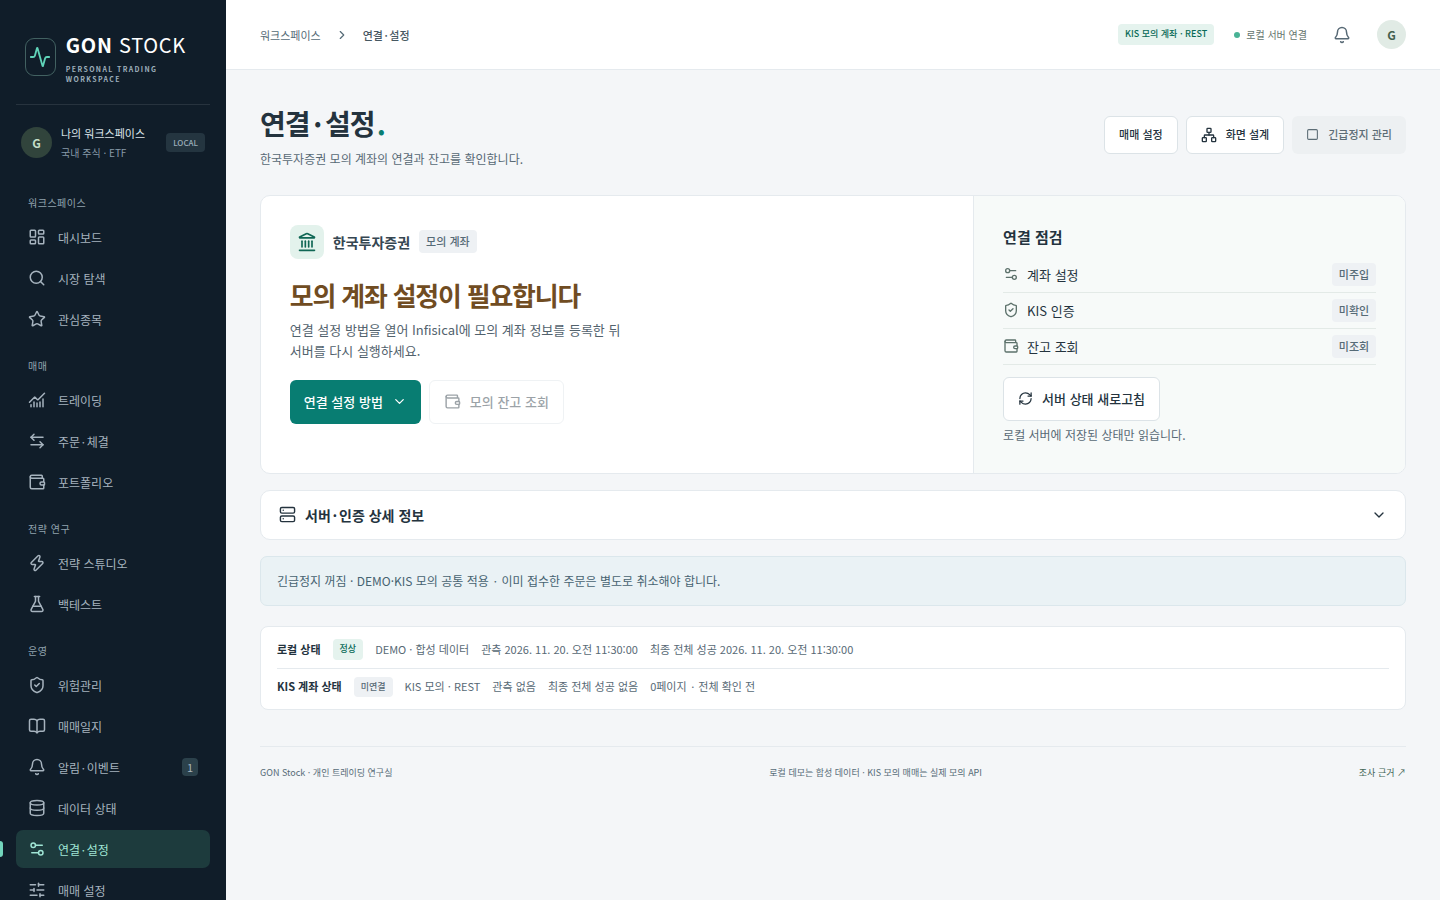 GON STOCK
PERSONAL TRADING
WORKSPACE
G
나의 워크스페이스
국내 주식 · ETF
LOCAL
워크스페이스
대시보드
시장 탐색
관심종목
매매
트레이딩
주문·체결
포트폴리오
전략 연구
전략 스튜디오
백테스트
운영
위험관리
매매일지
알림·이벤트
1
데이터 상태
연결·설정
매매 설정
워크스페이스
연결·설정
KIS 모의 계좌 · REST
로컬 서버 연결
G
연결·설정.
한국투자증권 모의 계좌의 연결과 잔고를 확인합니다.
매매 설정
화면 설계
긴급정지 관리
한국투자증권
모의 계좌
모의 계좌 설정이 필요합니다
연결 설정 방법을 열어 Infisical에 모의 계좌 정보를 등록한 뒤
서버를 다시 실행하세요.
연결 설정 방법
모의 잔고 조회
연결 점검
계좌 설정
미주입
KIS 인증
미확인
잔고 조회
미조회
서버 상태 새로고침
로컬 서버에 저장된 상태만 읽습니다.
서버·인증 상세 정보
긴급정지 꺼짐 · DEMO·KIS 모의 공통 적용 · 이미 접수한 주문은 별도로 취소해야 합니다.
로컬 상태
정상
DEMO · 합성 데이터
관측 2026. 11. 20. 오전 11:30:00
최종 전체 성공 2026. 11. 20. 오전 11:30:00
KIS 계좌 상태
미연결
KIS 모의 · REST
관측 없음
최종 전체 성공 없음
0페이지 · 전체 확인 전
GON Stock · 개인 트레이딩 연구실
로컬 데모는 합성 데이터 · KIS 모의 매매는 실제 모의 API
조사 근거 ↗